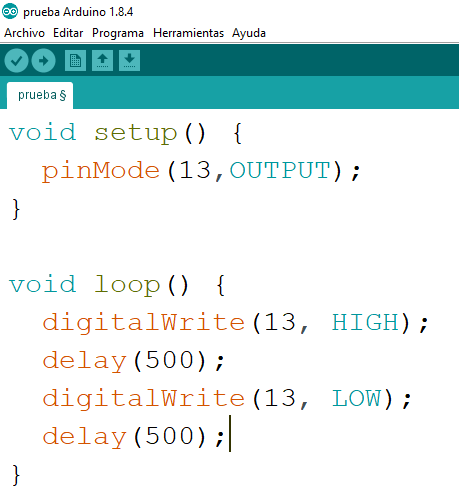 prueba Arduino 1.8.4
Archivo Editar Programa Herramientas Ayuda
prueba §
void setup() {
  pinMode(13,OUTPUT);
}
void loop() {
  digitalWrite(13, HIGH);
  delay(500);
  digitalWrite(13, LOW);
  delay(500);
}